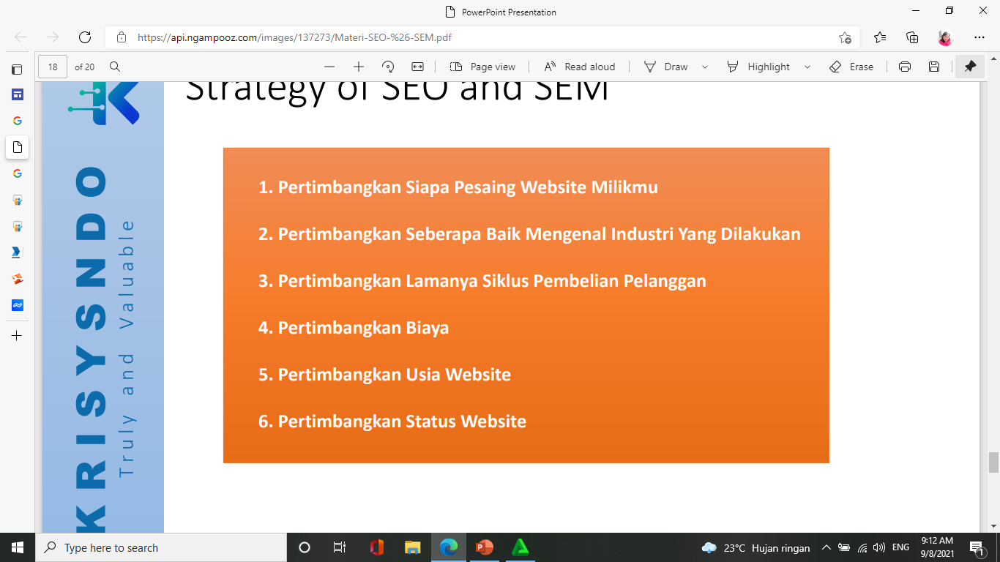 PowerPoint Presentation
https://api.ngampooz.com/images/137273/Materi-SEO-%26-SEM.pdf
18 of 20
Page view
Read aloud
Draw
Highlight
Erase
Strategy of SEO and SEM
KRISYSNDO
Truly and Valuable
1. Pertimbangkan Siapa Pesaing Website Milikmu
2. Pertimbangkan Seberapa Baik Mengenal Industri Yang Dilakukan
3. Pertimbangkan Lamanya Siklus Pembelian Pelanggan
4. Pertimbangkan Biaya
5. Pertimbangkan Usia Website
6. Pertimbangkan Status Website
Type here to search
23°C Hujan ringan
ENG
9:12 AM
9/8/2021
1